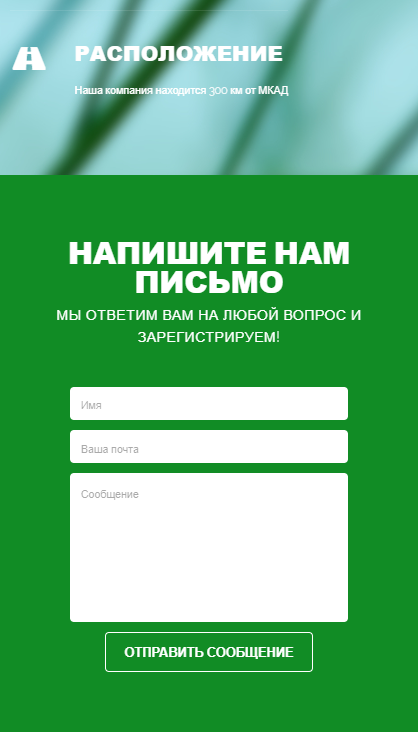 РАСПОЛОЖЕНИЕ
Наша компания находится 300 км от МКАД
НАПИШИТЕ НАМ
ПИСЬМО
МЫ ОТВЕТИМ ВАМ НА ЛЮБОЙ ВОПРОС И
ЗАРЕГИСТРИРУЕМ!
Имя
Ваша почта
Сообщение
ОТПРАВИТЬ СООБЩЕНИЕ